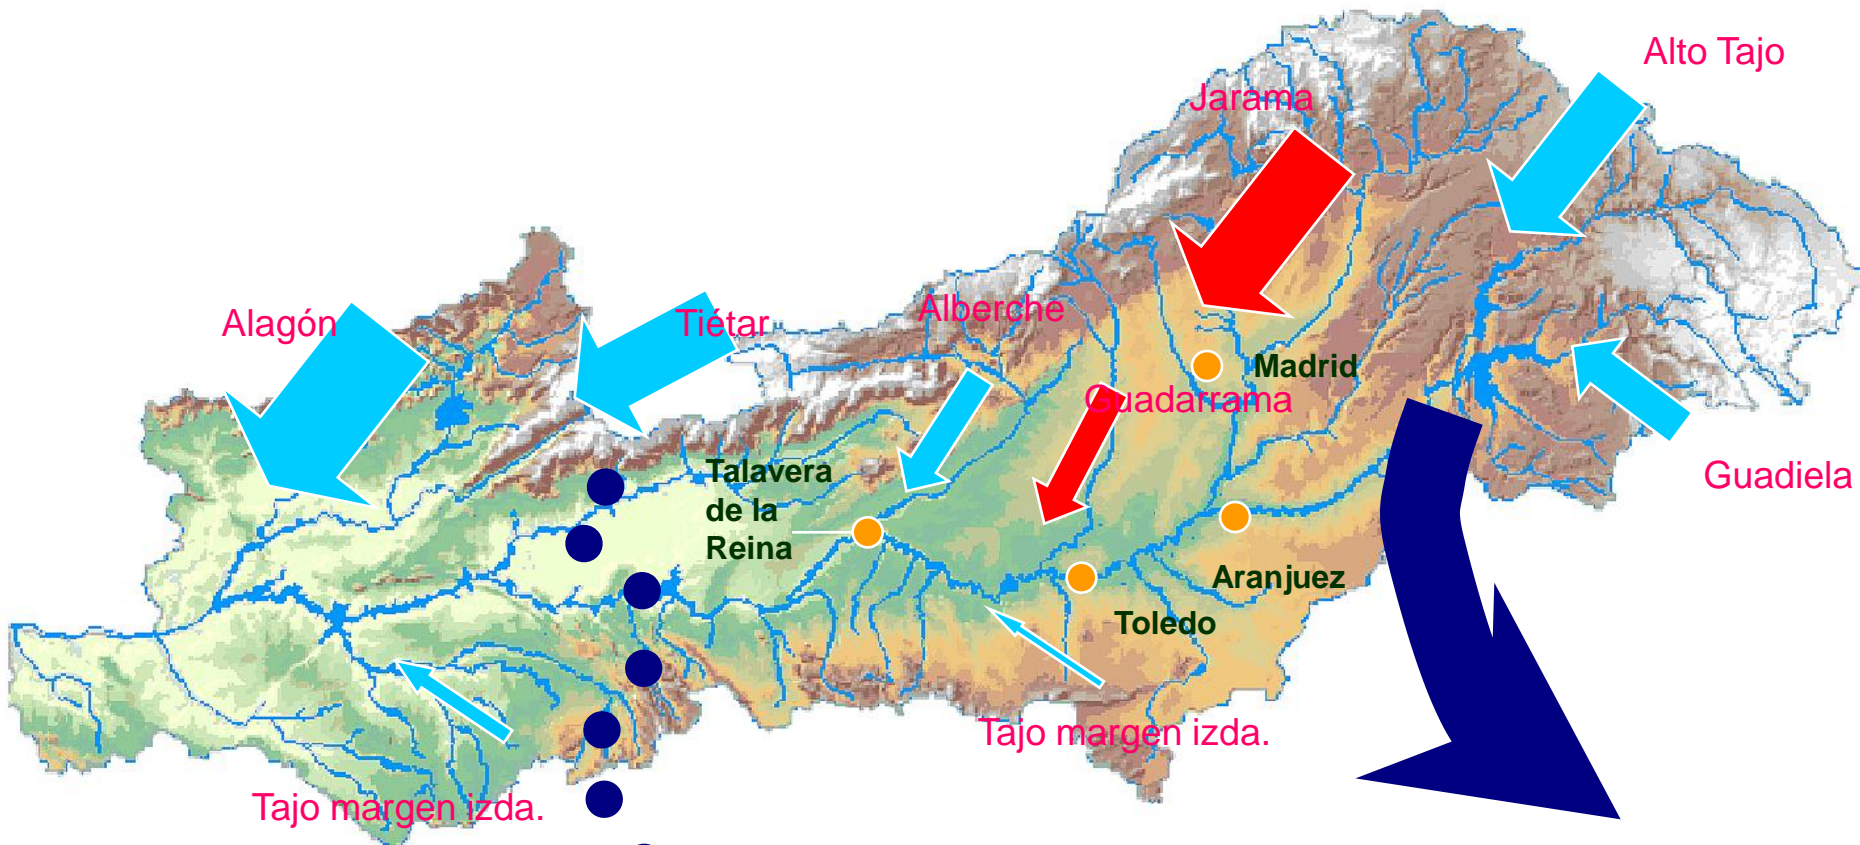 Alto Tajo
Jarama
Alagón
Tiétar
Alberche
Madrid
Guadarrama
Talavera
de la
Reina
Guadiela
Aranjuez
Toledo
Tajo margen izda.
Tajo margen izda.